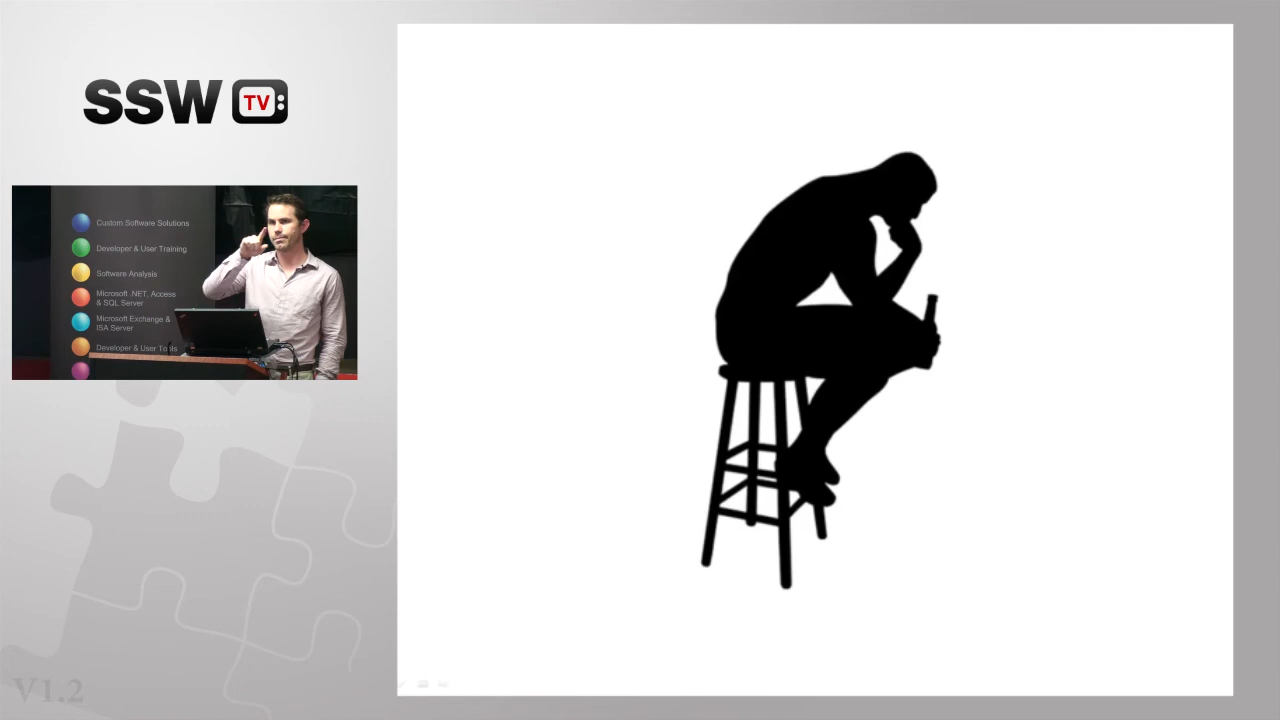 SSW TV
Custom Software Solutions
Developer & User Training
Software Analysis
Microsoft .NET, Access
& SQL Server
Microsoft Exchange &
ISA Server
Developer & User Tools
V1.2